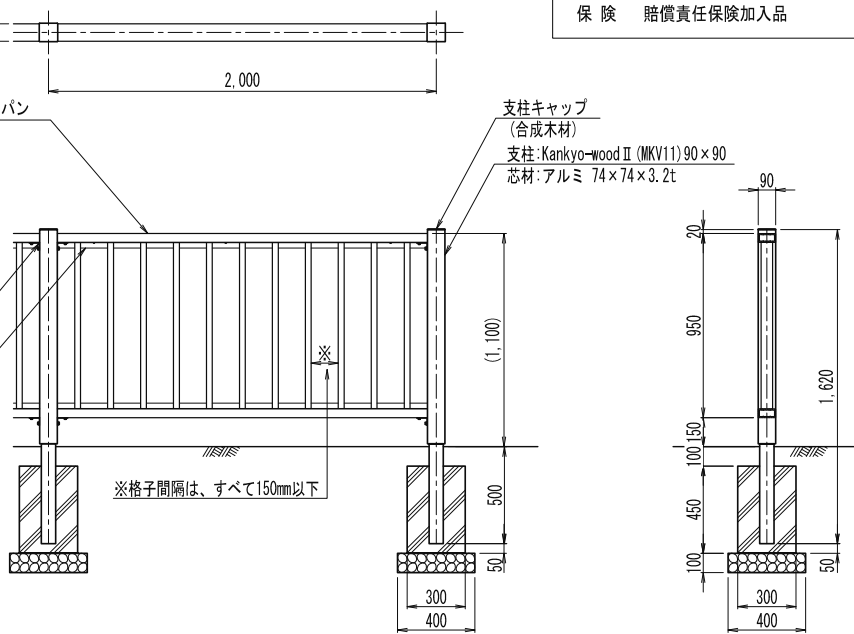 保 険　賠償責任保険加入品
2,000
パン
支柱キャップ
(合成木材)
支柱:Kankyo-woodⅡ(MKV11)90×90
芯材:アルミ 74×74×3.2t
90
20
950
(1,100)
※
1,620
150
100
※格子間隔は、すべて150mm以下
500
450
50
100
50
300
400
300
400